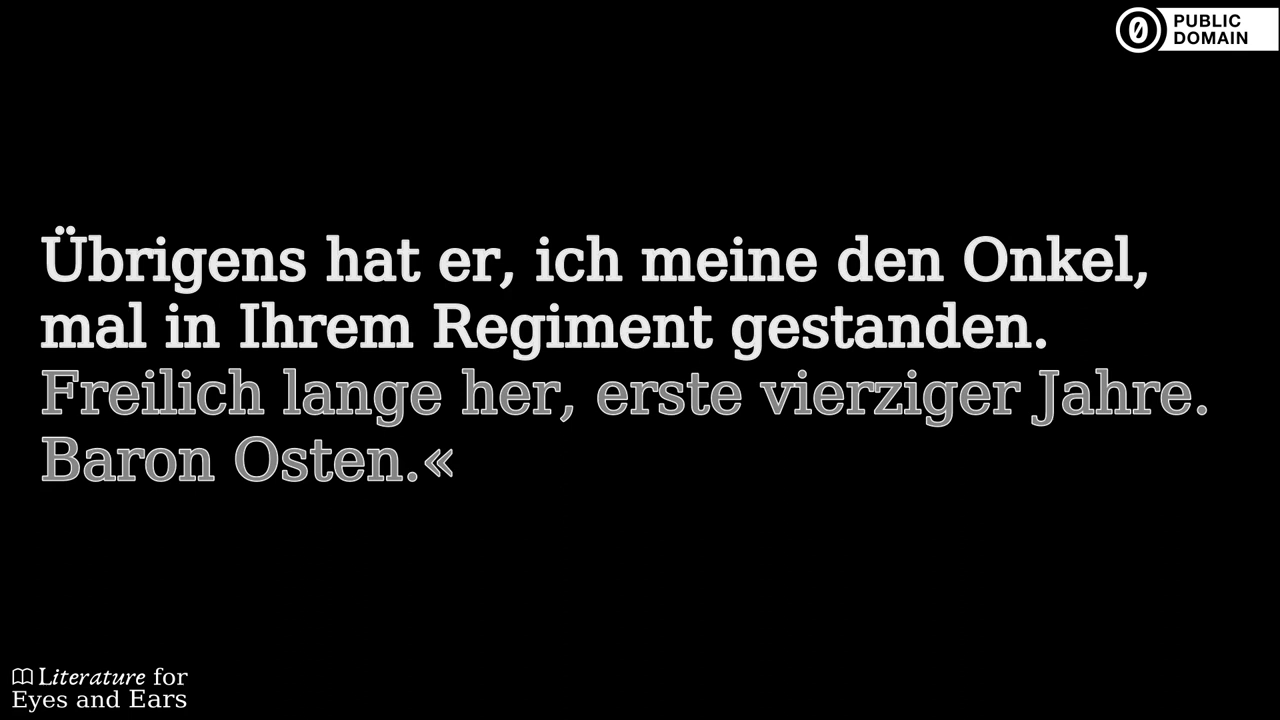 PUBLIC
DOMAIN
Übrigens hat er, ich meine den Onkel,
mal in Ihrem Regiment gestanden.
Freilich lange her, erste vierziger Jahre.
Baron Osten.«
Literature for
Eyes and Ears